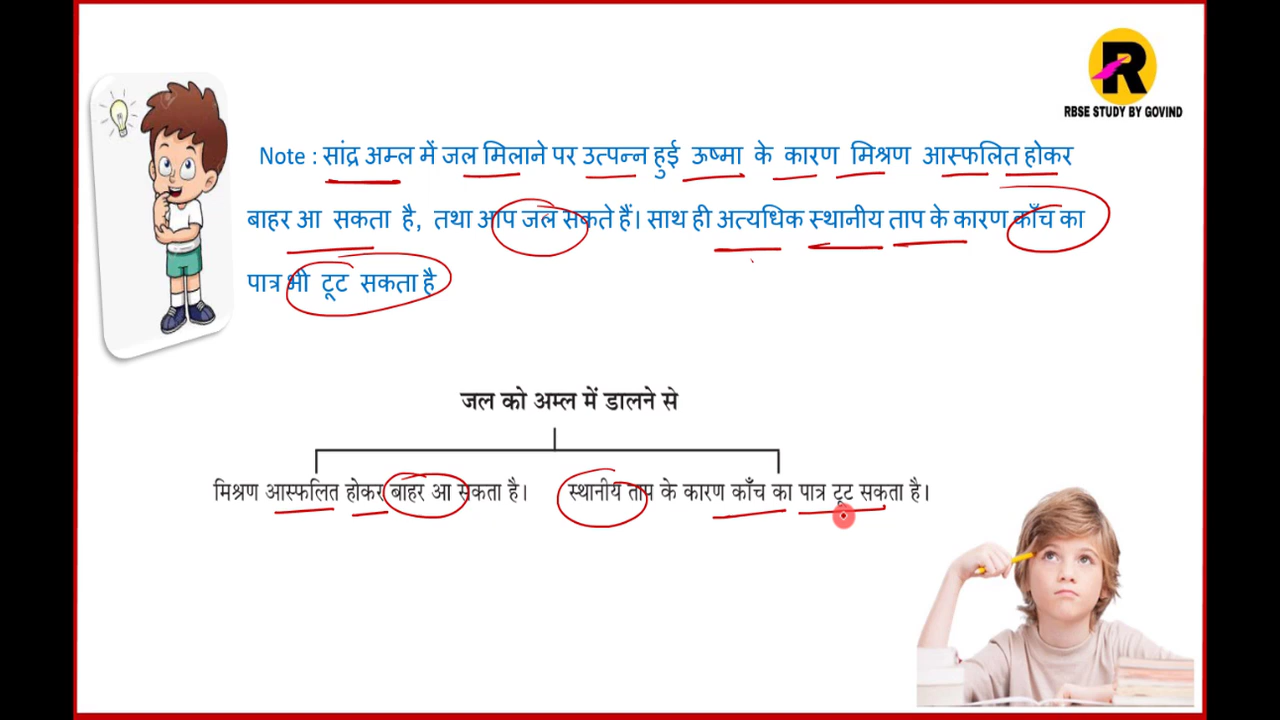 R
RBSE STUDY BY GOVIND
Note : सांद्र अम्ल में जल मिलाने पर उत्पन्न हुई ऊष्मा के कारण मिश्रण आस्फलित होकर
बाहर आ सकता है, तथा आप जल सकते हैं। साथ ही अत्यधिक स्थानीय ताप के कारण काँच का
पात्र भी टूट सकता है
जल को अम्ल में डालने से
मिश्रण आस्फलित होकर बाहर आ सकता है। स्थानीय ताप के कारण काँच का पात्र टूट सकता है।